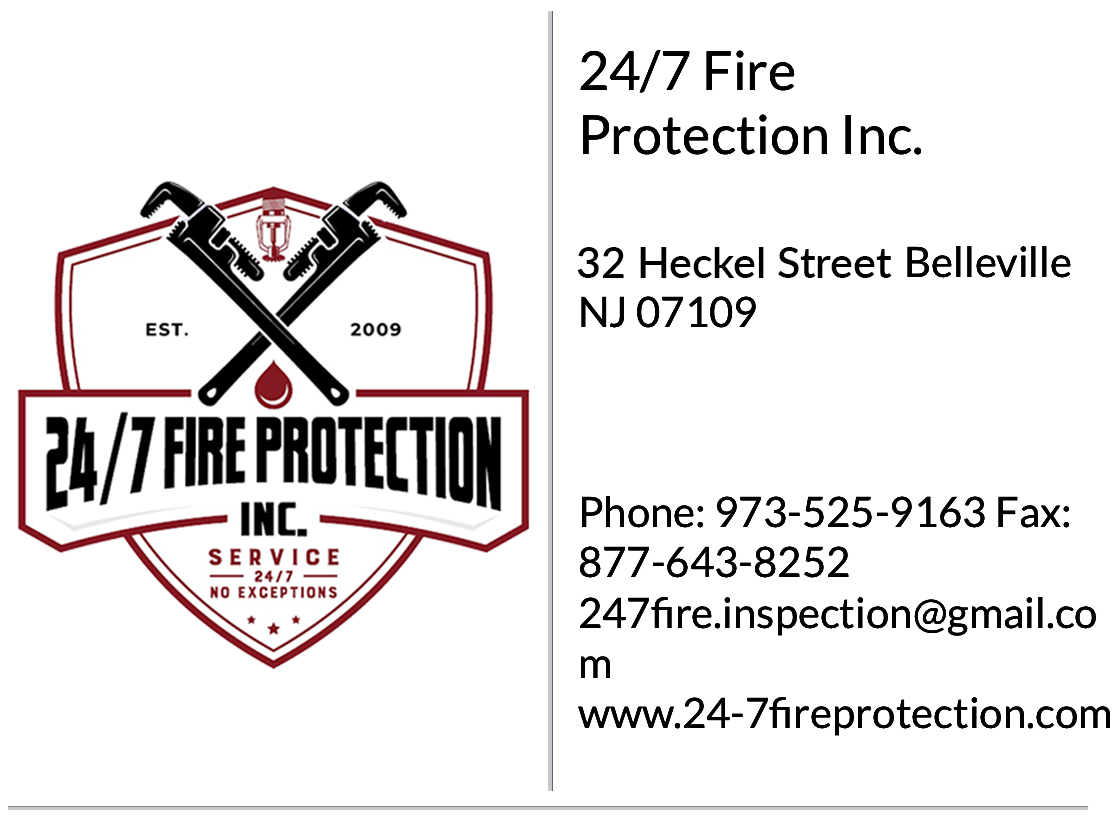 EST. 2009
24/7 FIRE PROTECTION
INC.
SERVICE
24/7
NO EXCEPTIONS
24/7 Fire
Protection Inc.
32 Heckel Street Belleville
NJ 07109
Phone: 973-525-9163 Fax:
877-643-8252
247fire.inspection@gmail.co
m
www.24-7fireprotection.com